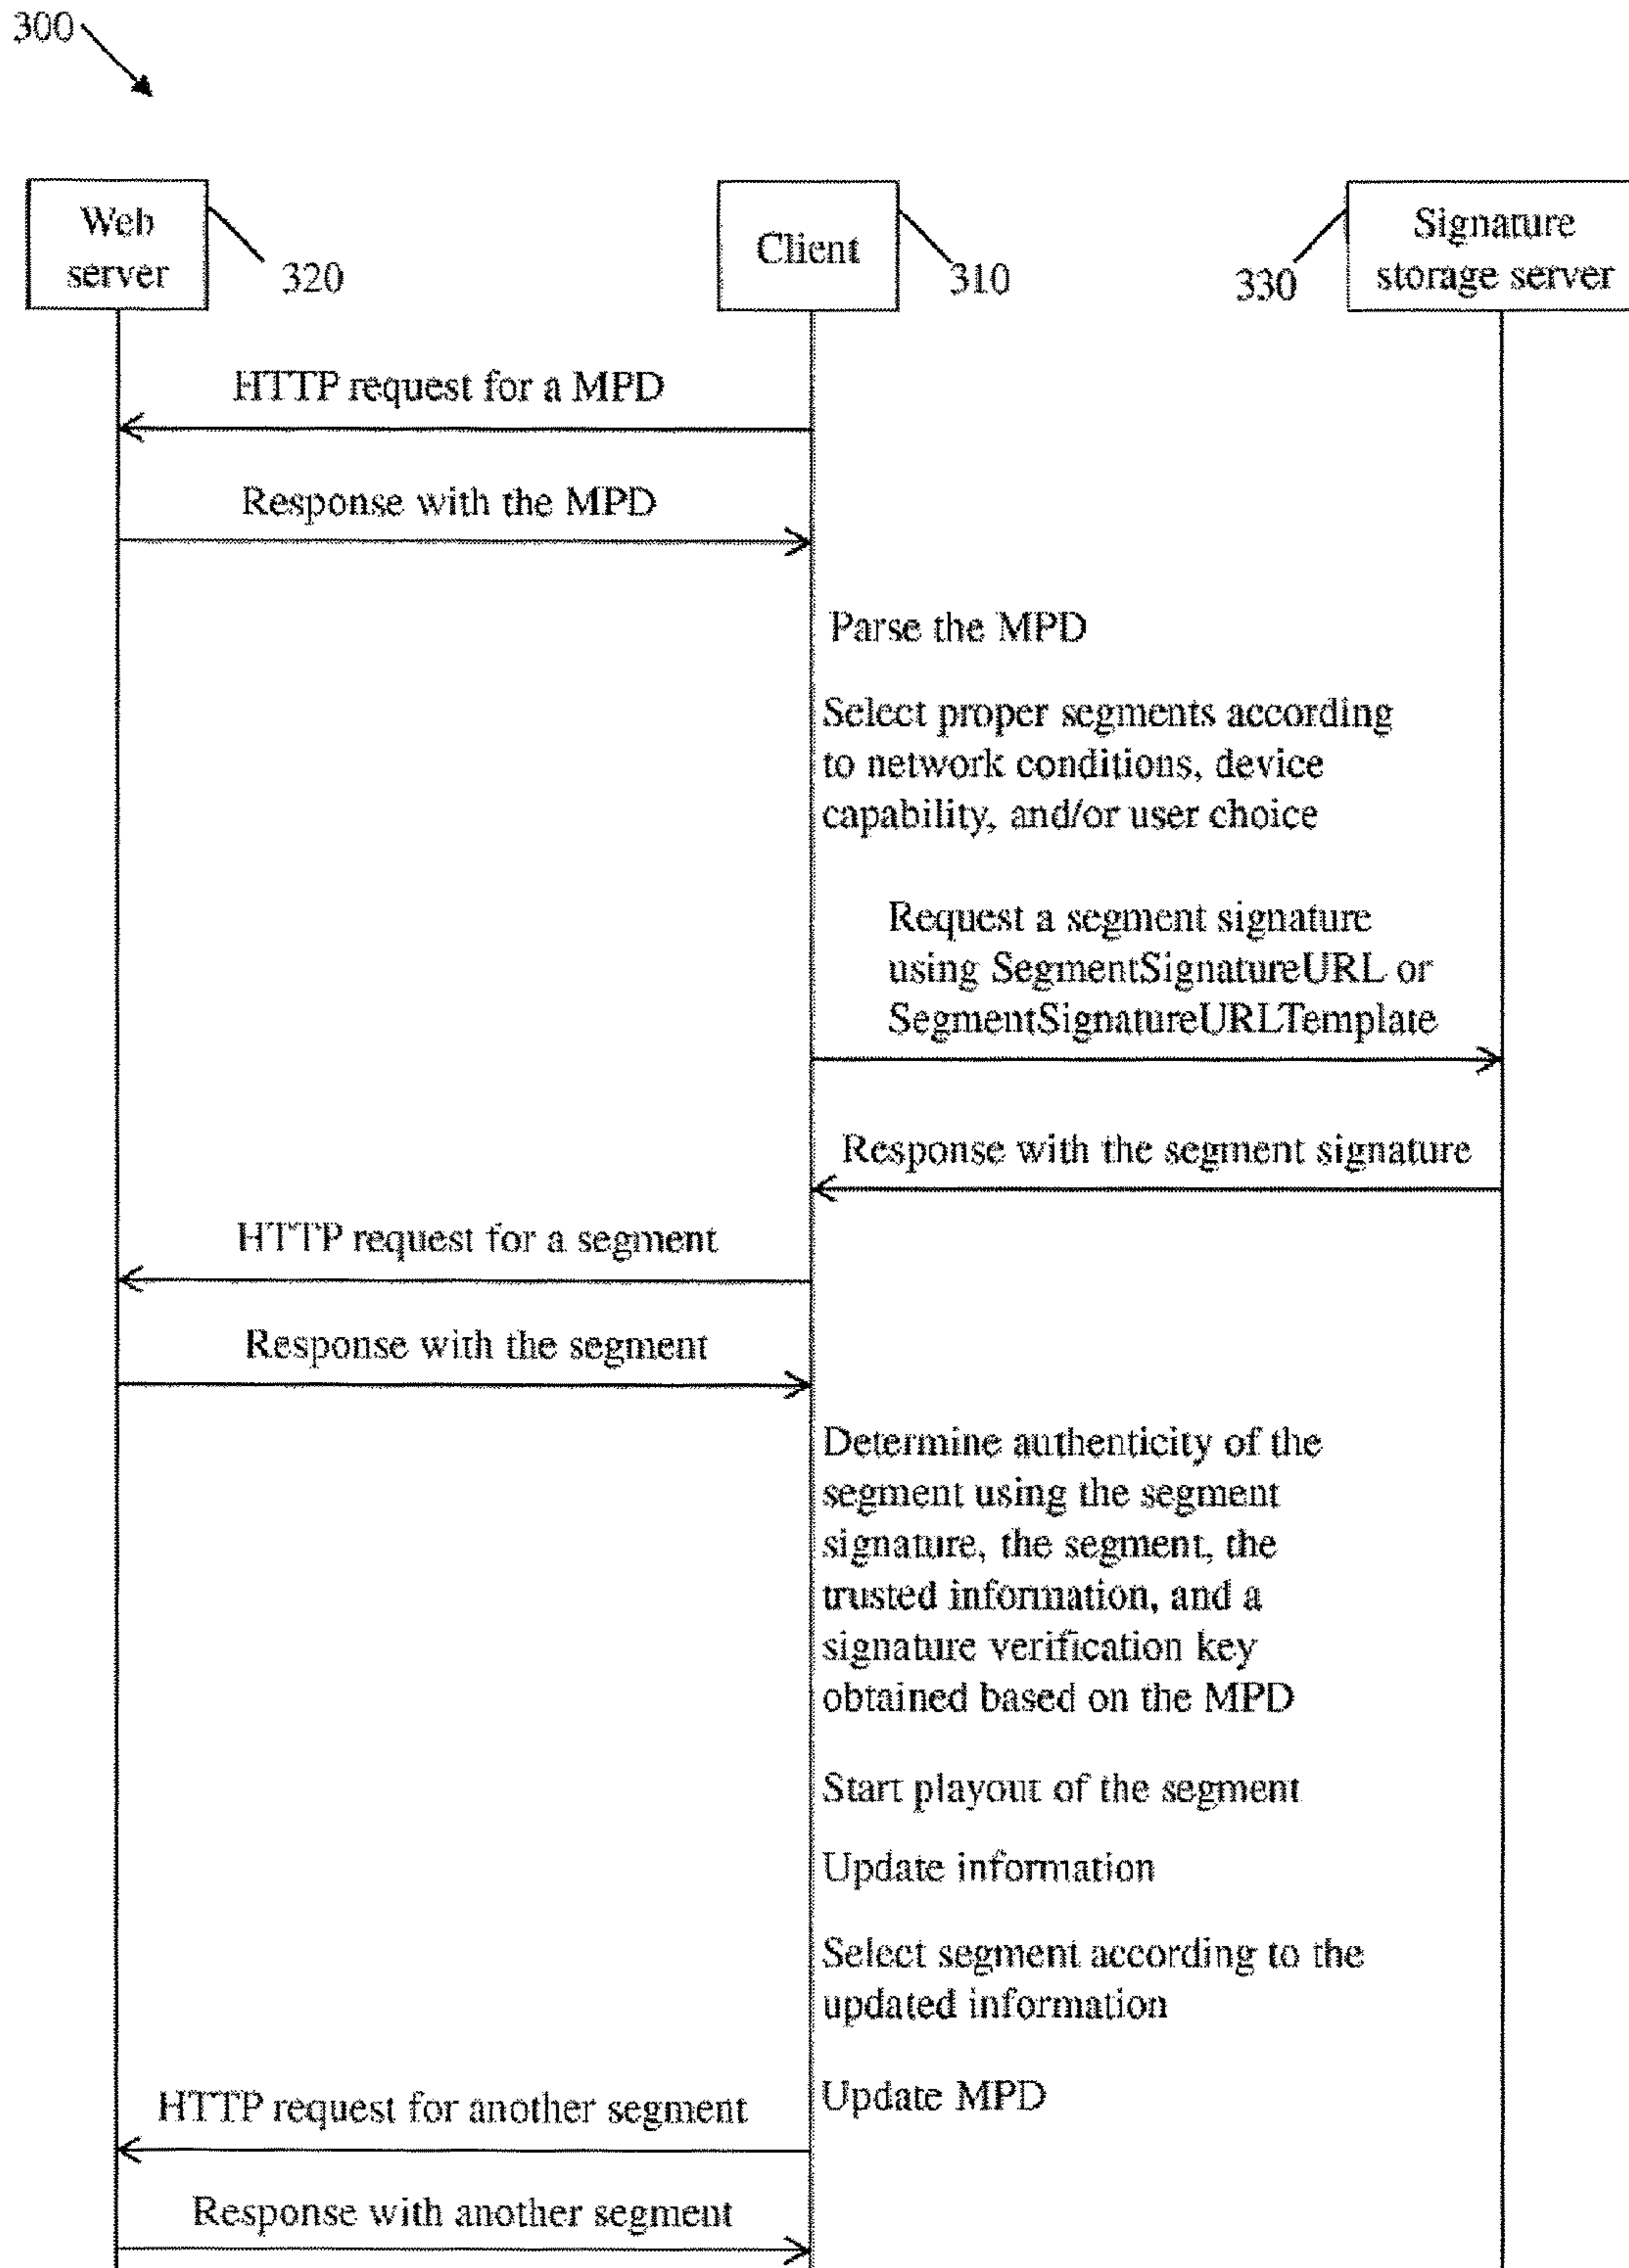 300
Web
server
320
Client
310
330
Signature
storage server
HTTP request for a MPD
Response with the MPD
Parse the MPD
Select proper segments according
to network conditions, device
capability, and/or user choice
Request a segment signature
using SegmentSignatureURL or
SegmentSignatureURLTemplate
Response with the segment signature
HTTP request for a segment
Response with the segment
Determine authenticity of the
segment using the segment
signature, the segment, the
trusted information, and a
signature verification key
obtained based on the MPD
Start playout of the segment
Update information
Select segment according to the
updated information
Update MPD
HTTP request for another segment
Response with another segment